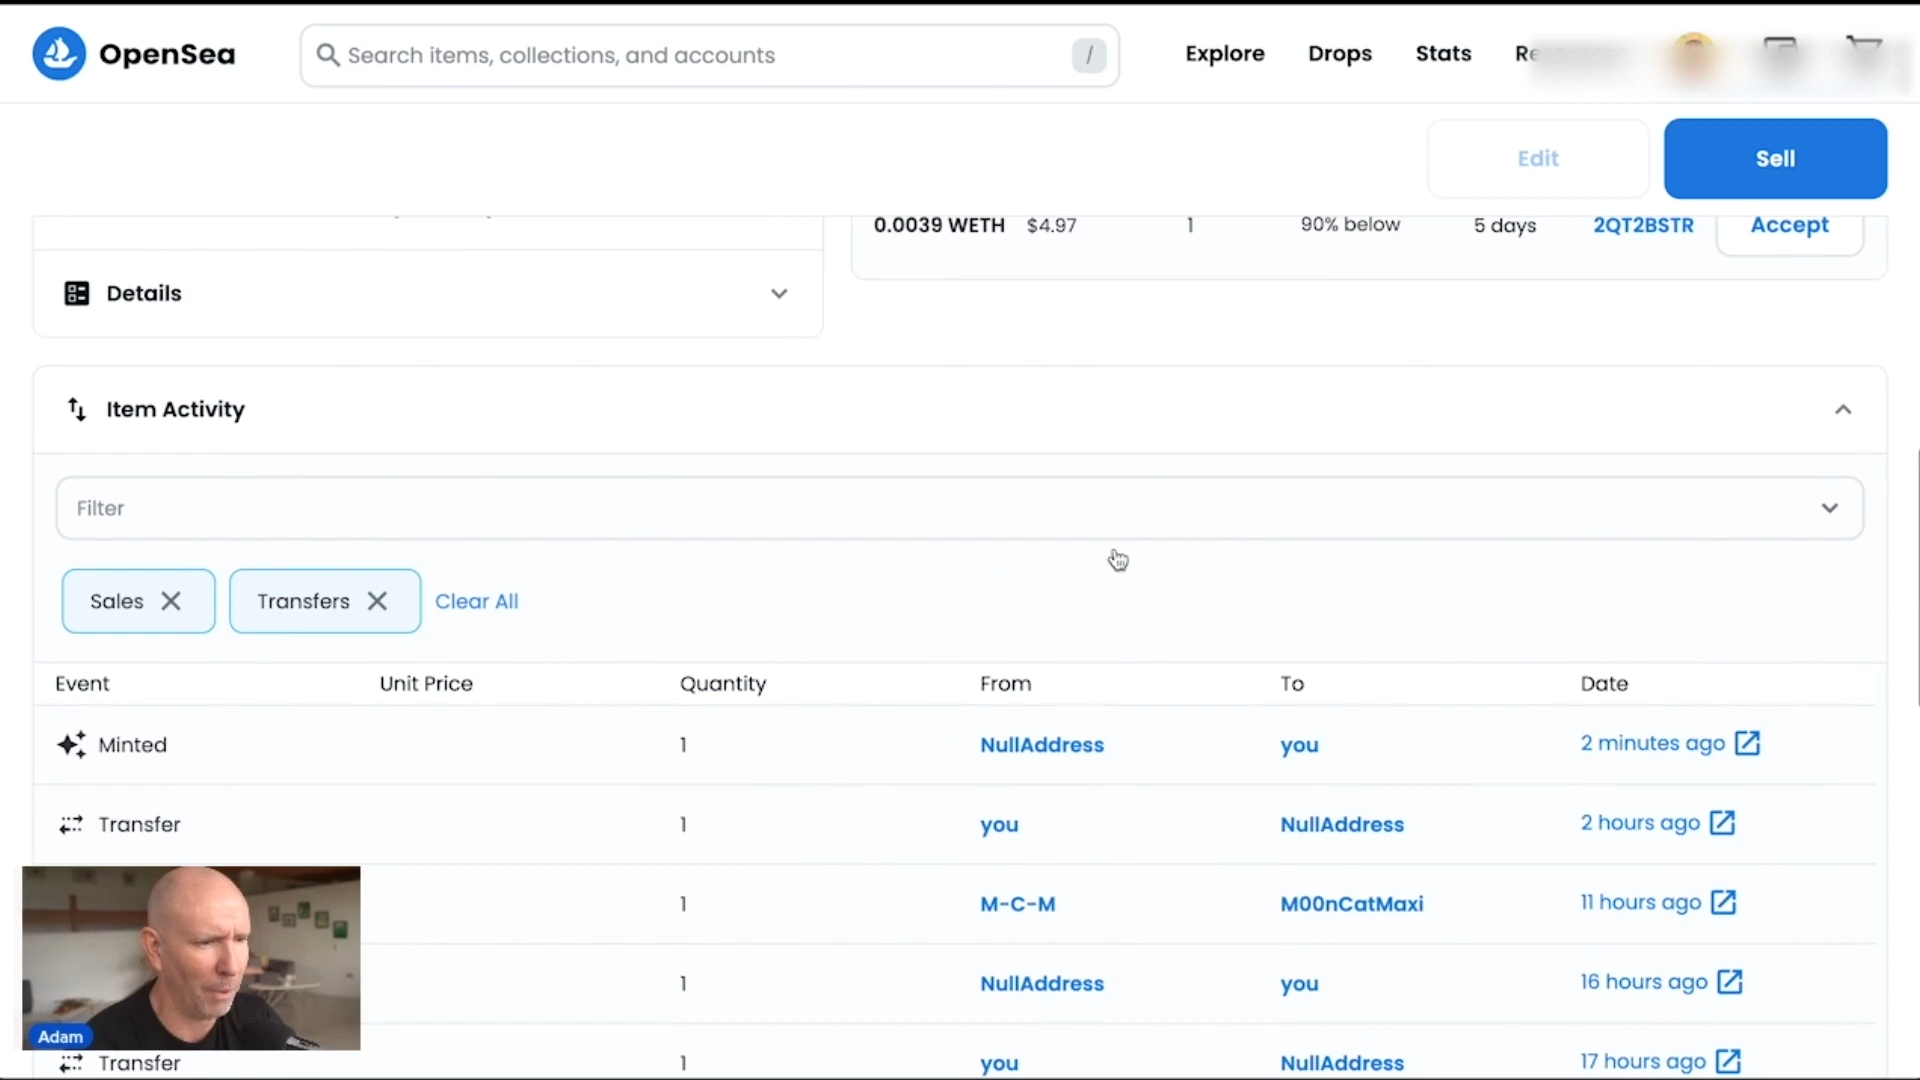 OpenSea
Search items, collections, and accounts
/
Explore Drops Stats
Edit
Sell
0.0039 WETH $4.97 1 90% below 5 days 2QT2BSTR Accept
Details
Item Activity
Filter
Sales Transfers Clear All
Event Unit Price Quantity From To Date
Minted 1 NullAddress you 2 minutes ago
Transfer 1 you NullAddress 2 hours ago
1 M-C-M M00nCatMaxi 11 hours ago
1 NullAddress you 16 hours ago
Adam
Transfer 1 you NullAddress 17 hours ago